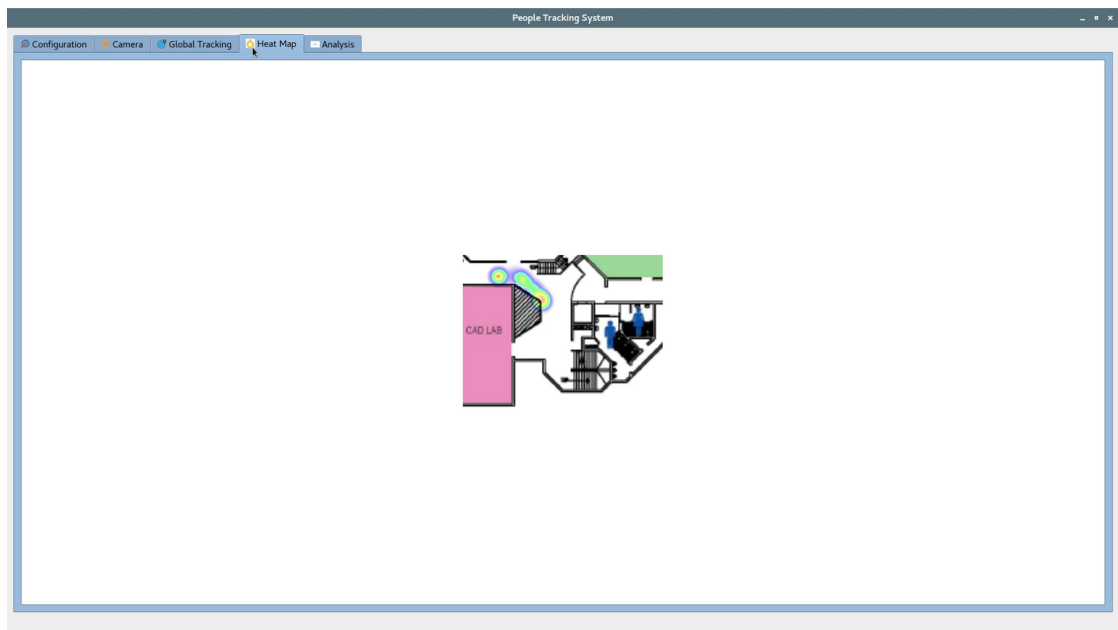 People Tracking System
Configuration
Camera
Global Tracking
Heat Map
Analysis
CAD LAB